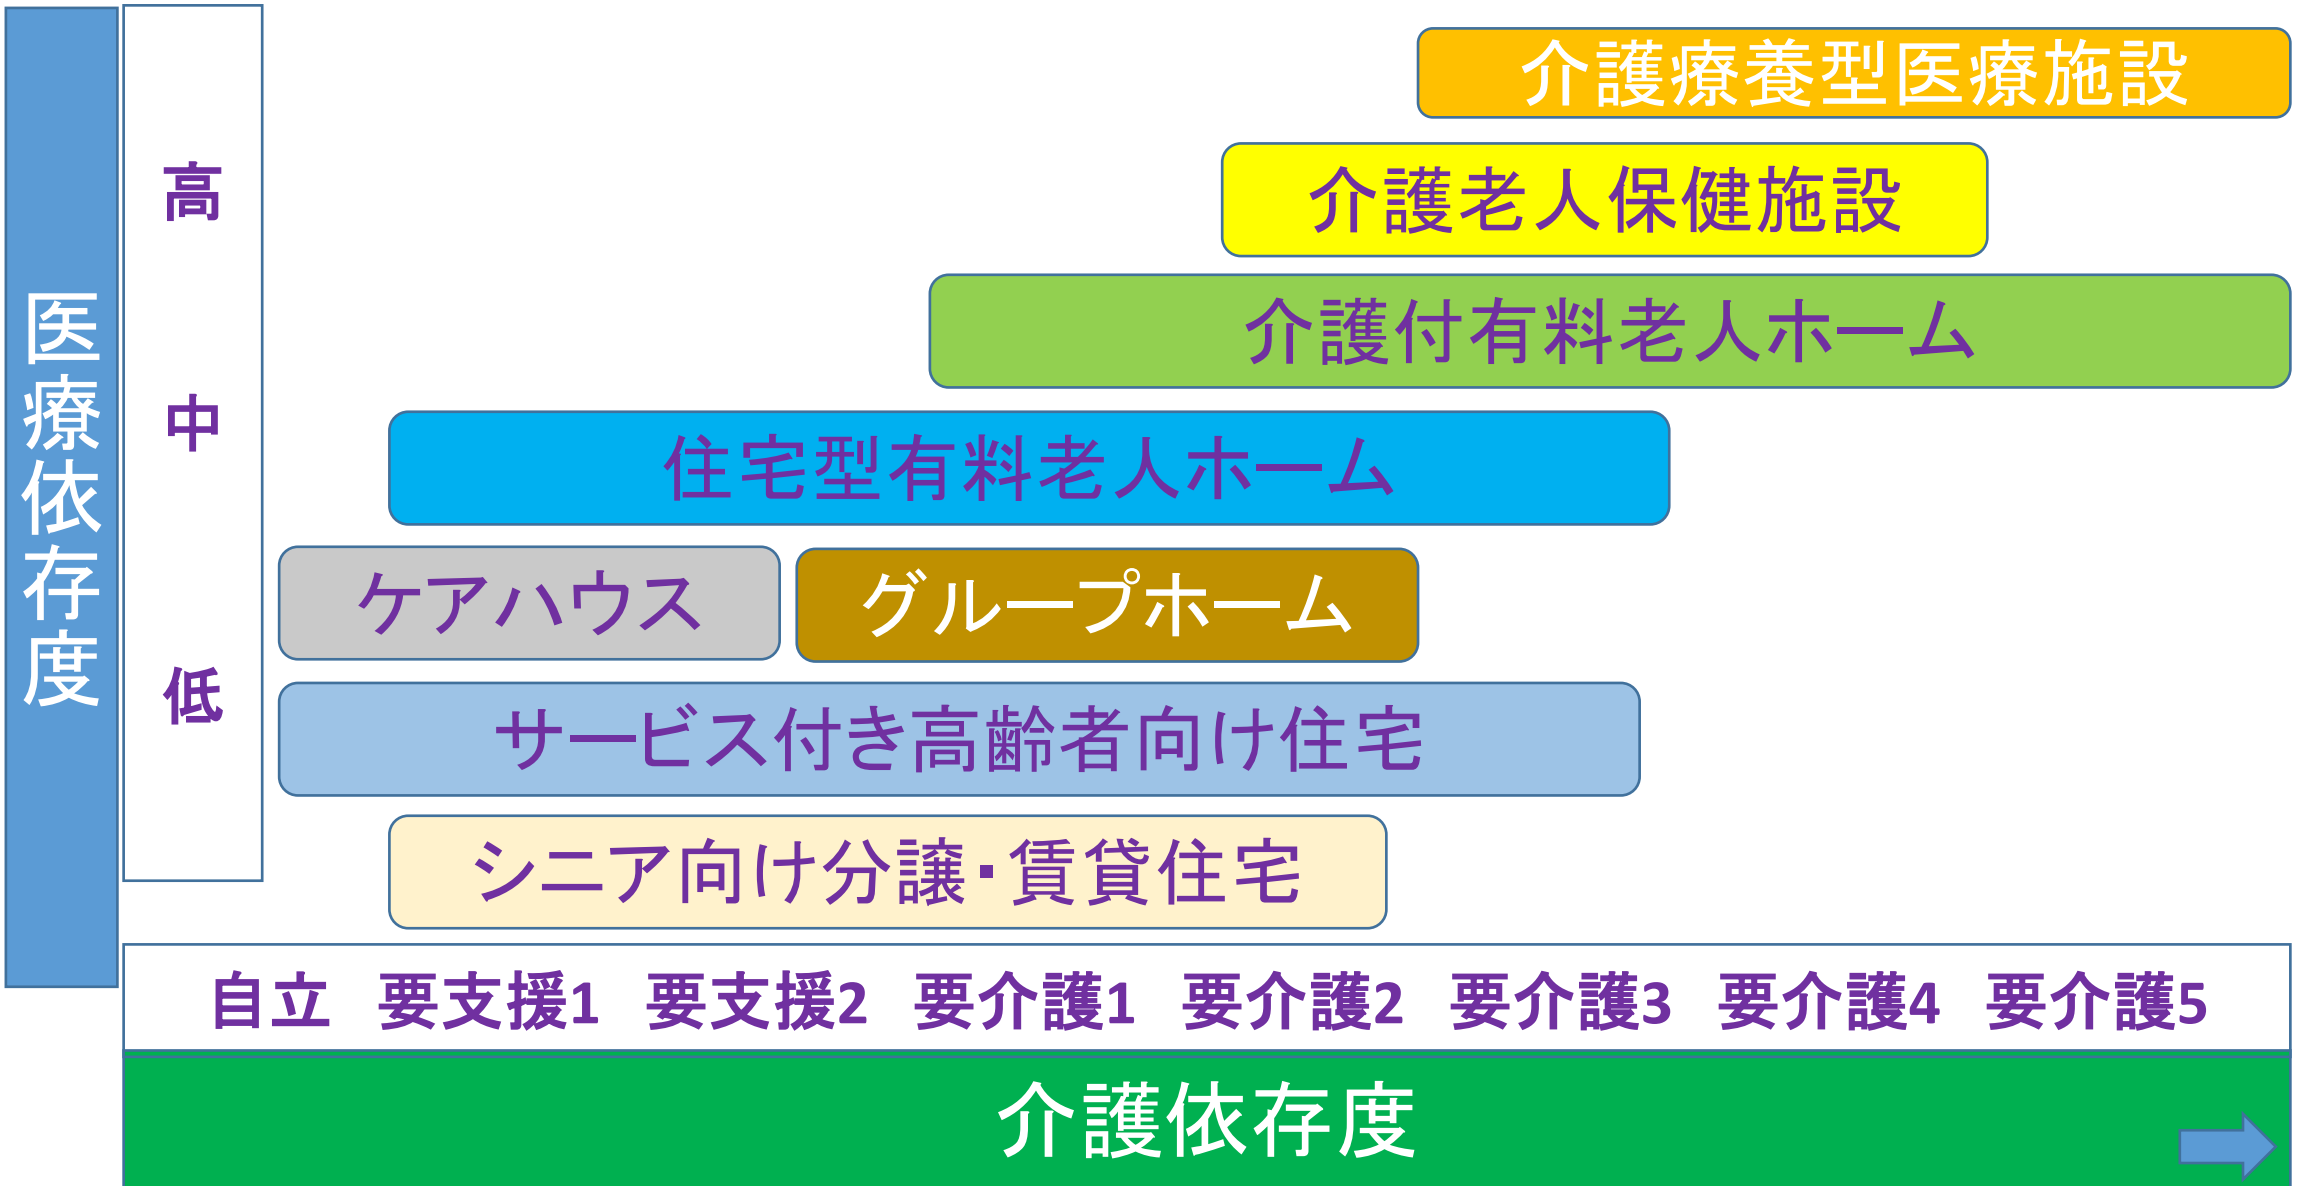 医療依存度
高
中
低
介護療養型医療施設
介護老人保健施設
介護付有料老人ホーム
住宅型有料老人ホーム
ケアハウス
グループホーム
サービス付き高齢者向け住宅
シニア向け分譲・賃貸住宅
自立 要支援1 要支援2 要介護1 要介護2 要介護3 要介護4 要介護5
介護依存度